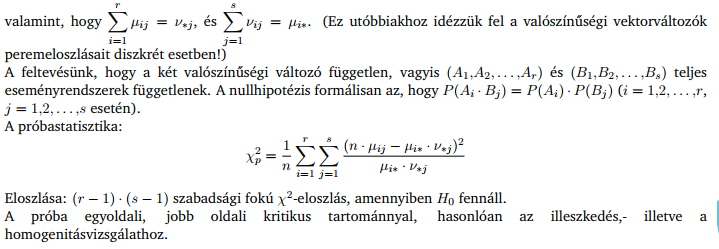 valamint, hogy $\sum_{i=1}^{r} \mu_{ij} = \nu_{*j}$, és $\sum_{j=1}^{s} \nu_{ij} = \mu_{i*}$. (Ez utóbbiakhoz idézzük fel a valószínűségi vektorváltozók
peremeloszlásait diszkrét esetben!)
A feltevésünk, hogy a két valószínűségi változó független, vagyis $(A_1,A_2,\ldots,A_r)$ és $(B_1,B_2,\ldots,B_s)$ teljes
eseményrendszerek függetlenek. A nullhipotézis formálisan az, hogy $P(A_i \cdot B_j) = P(A_i) \cdot P(B_j)$ $(i = 1,2,\ldots,r,$
$j = 1,2,\ldots,s$ esetén).
A próbastatisztika:
$\chi_p^2 = \frac{1}{n} \sum_{i=1}^{r} \sum_{j=1}^{s} \frac{(n \cdot \mu_{ij} - \mu_{i*} \cdot \nu_{*j})^2}{\mu_{i*} \cdot \nu_{*j}}$
Eloszlása: $(r-1) \cdot (s-1)$ szabadsági fokú $\chi^2$-eloszlás, amennyiben $H_0$ fennáll.
A próba egyoldali, jobb oldali kritikus tartománnyal, hasonlóan az illeszkedés,- illetve a
homogenitásvizsgálathoz.